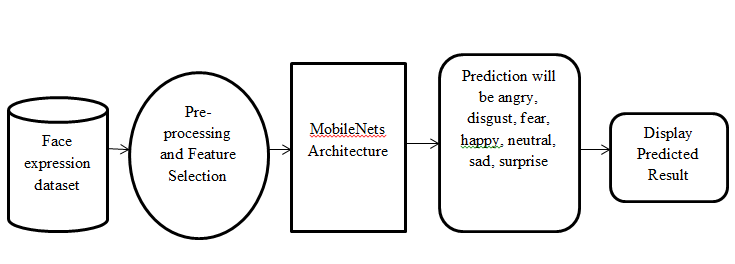 Face
expression
dataset
Pre-
processing
and Feature
Selection
MobileNets
Architecture
Prediction will
be angry,
disgust, fear,
happy, neutral,
sad, surprise
Display
Predicted
Result